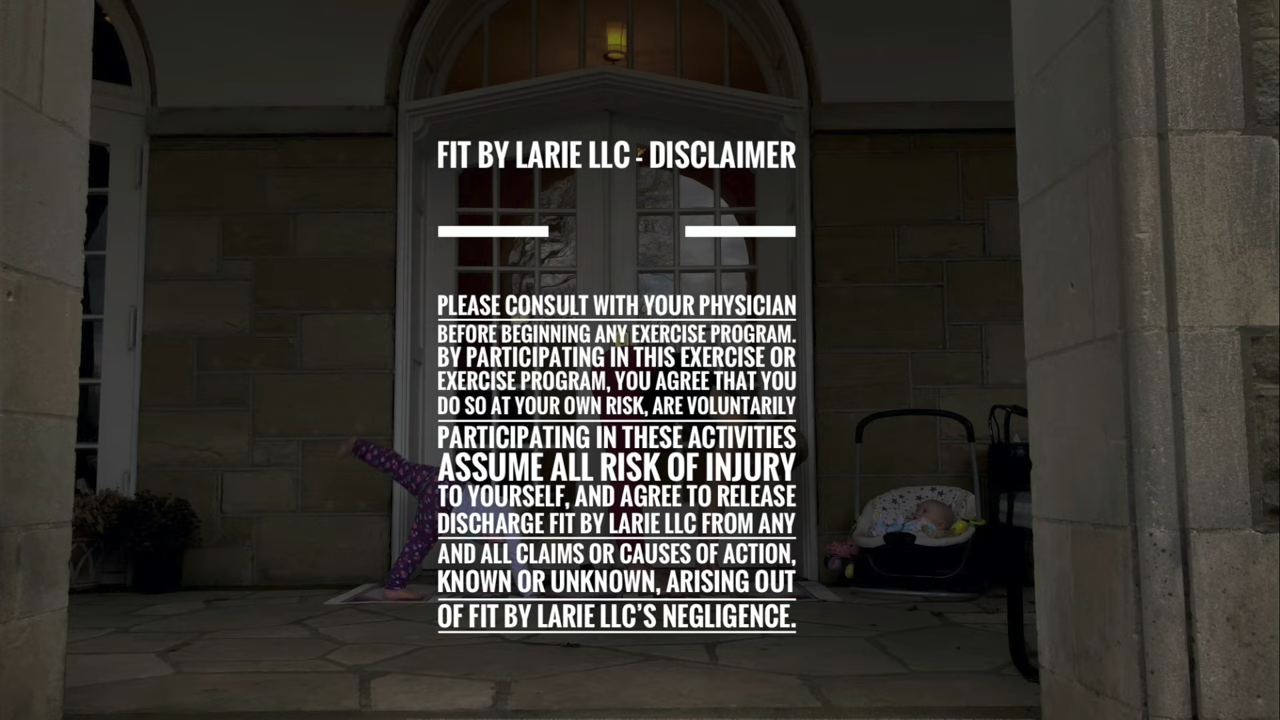 FIT BY LARIE LLC - DISCLAIMER
PLEASE CONSULT WITH YOUR PHYSICIAN
BEFORE BEGINNING ANY EXERCISE PROGRAM.
BY PARTICIPATING IN THIS EXERCISE OR
EXERCISE PROGRAM, YOU AGREE THAT YOU
DO SO AT YOUR OWN RISK, ARE VOLUNTARILY
PARTICIPATING IN THESE ACTIVITIES
ASSUME ALL RISK OF INJURY
TO YOURSELF, AND AGREE TO RELEASE
DISCHARGE FIT BY LARIE LLC FROM ANY
AND ALL CLAIMS OR CAUSES OF ACTION,
KNOWN OR UNKNOWN, ARISING OUT
OF FIT BY LARIE LLC'S NEGLIGENCE.